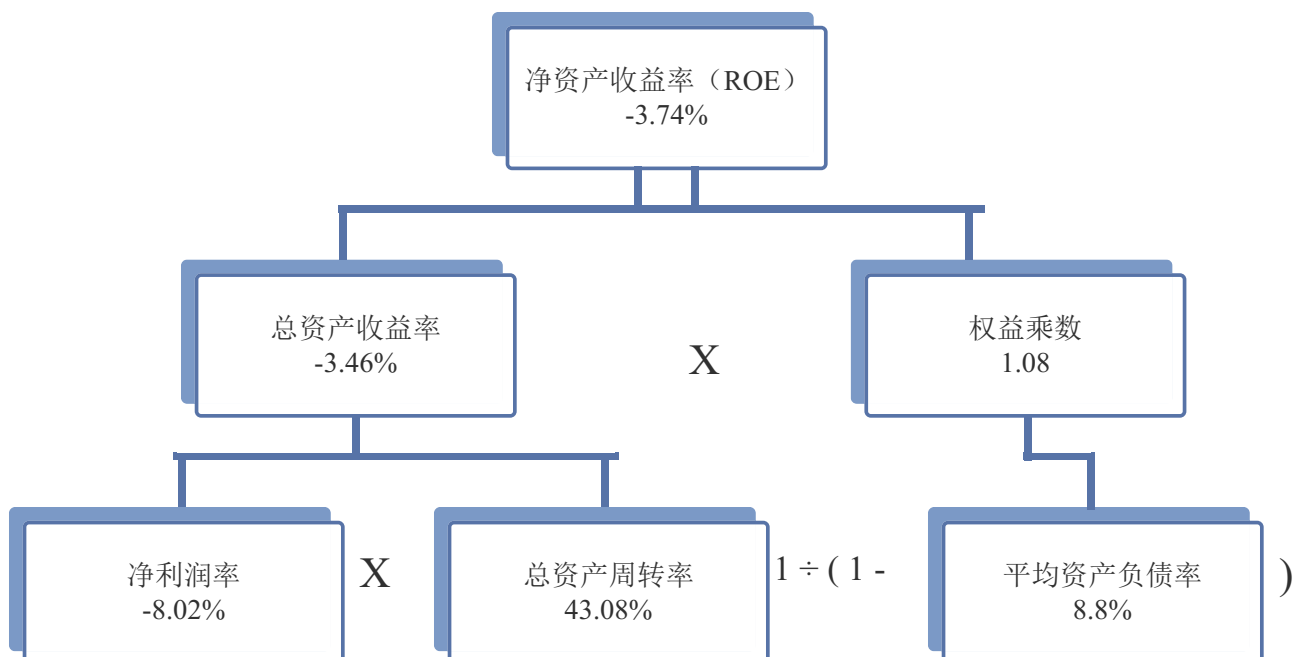 净资产收益率（ROE）
-3.74%
总资产收益率
-3.46%
X
权益乘数
1.08
净利润率
-8.02%
X
总资产周转率
43.08%
1 ÷ ( 1 -
平均资产负债率
8.8%
)